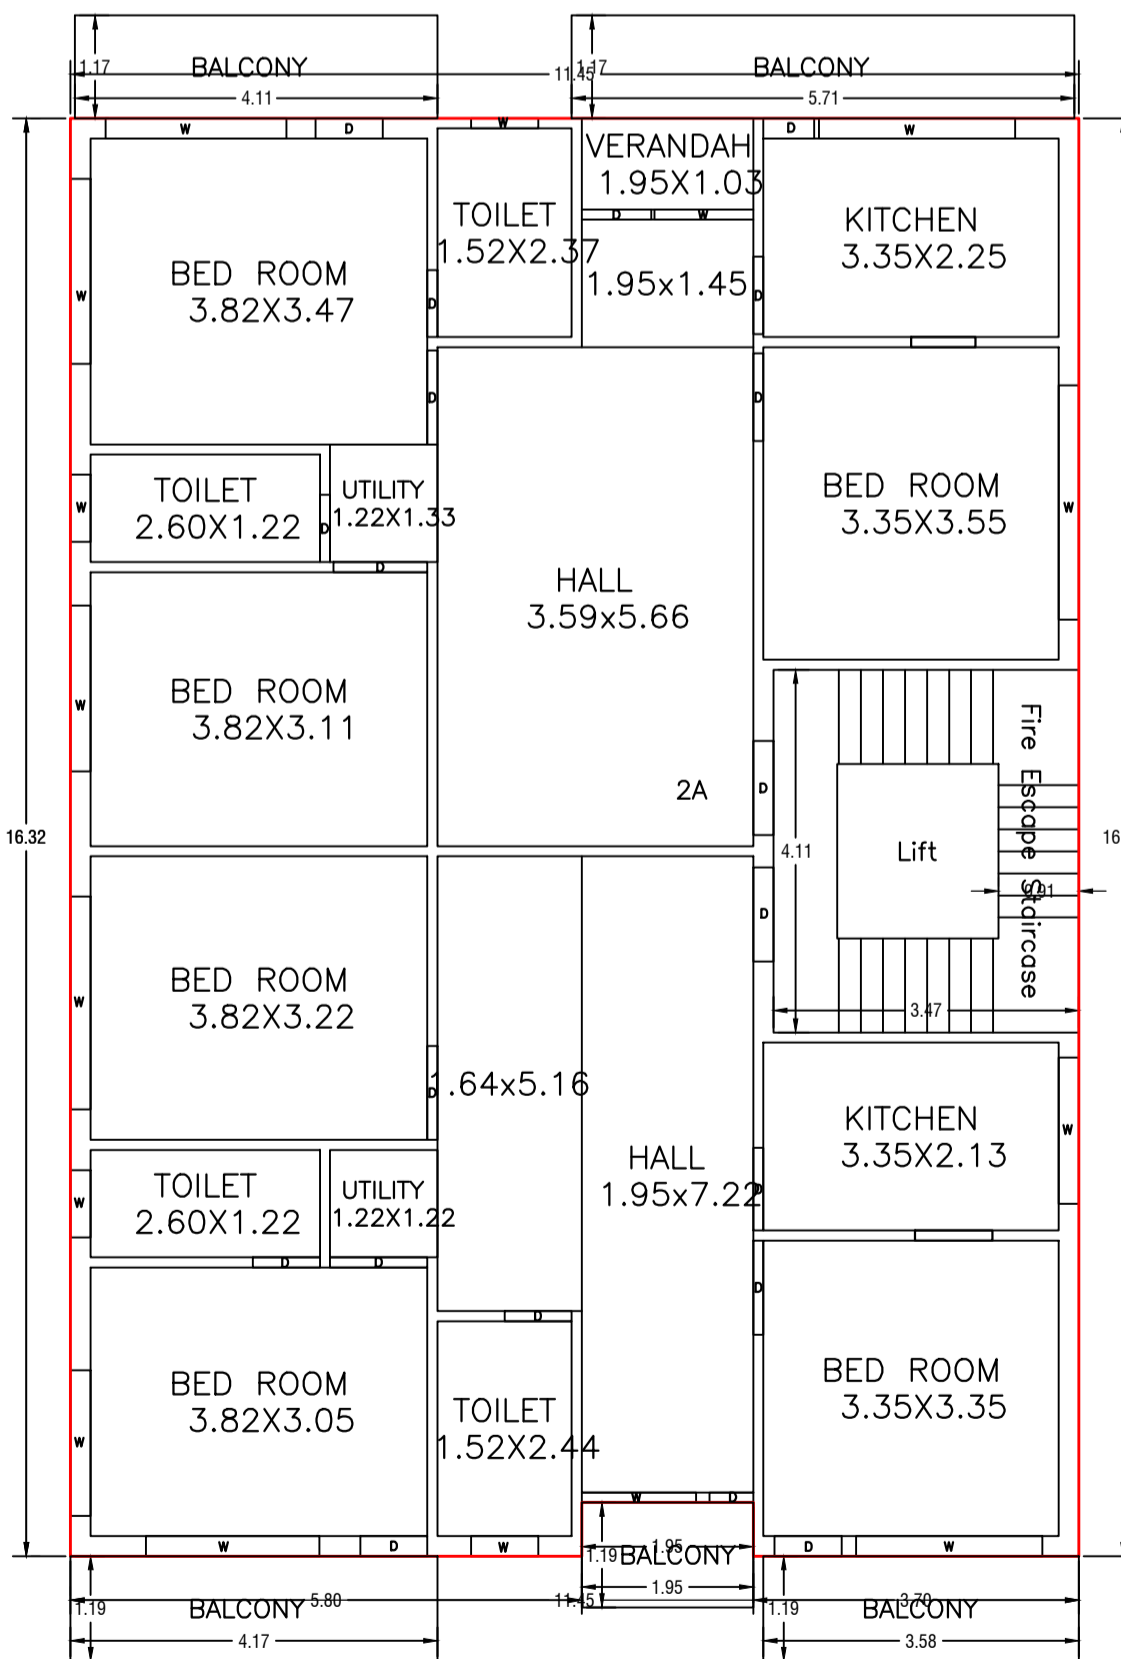 1.17
BALCONY
11.45
1.17
BALCONY
4.11
5.71
W
D
W
D
W
VERANDAH
1.95X1.03
D
W
TOILET
1.52X2.37
KITCHEN
3.35X2.25
BED ROOM
3.82X3.47
1.95x1.45
W
D
D
D
D
TOILET
2.60X1.22
UTILITY
1.22X1.33
BED ROOM
3.35X3.55
W
D
W
D
HALL
3.59x5.66
BED ROOM
3.82X3.11
W
Fire Escape Staircase
2A
D
16.32
4.11
Lift
16
0.91
D
BED ROOM
3.82X3.22
W
3.47
1.64x5.16
D
KITCHEN
3.35X2.13
W
HALL
1.95x7.22
D
TOILET
2.60X1.22
UTILITY
1.22X1.22
W
D
D
D
D
BED ROOM
3.82X3.05
BED ROOM
3.35X3.35
TOILET
1.52X2.44
W
W
D
W
D
W
D
W
1.95
1.19
BALCONY
1.95
1.19
BALCONY
5.80
11.45
1.19
3.70
BALCONY
4.17
3.58